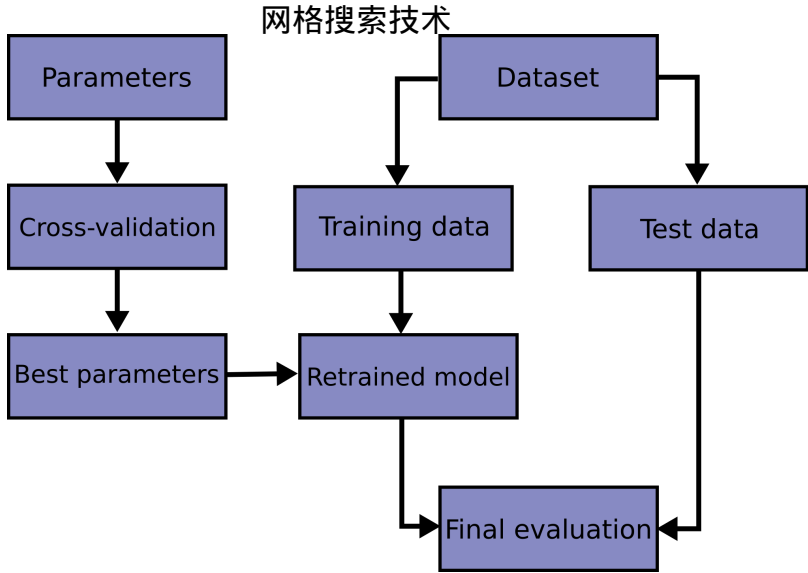 网格搜索技术
Parameters
Dataset
Cross-validation
Training data
Test data
Best parameters
Retrained model
Final evaluation